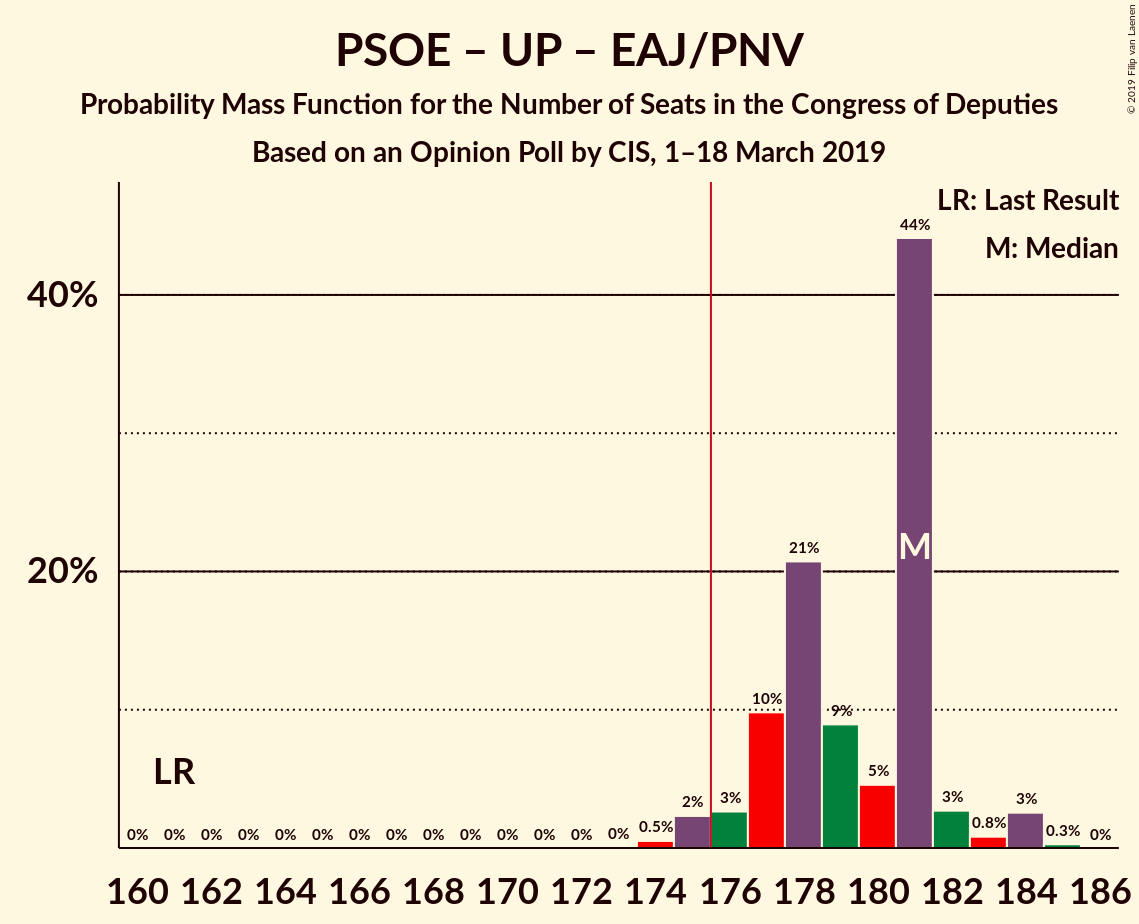 PSOE – UP – EAJ/PNV
Probability Mass Function for the Number of Seats in the Congress of Deputies
Based on an Opinion Poll by CIS, 1–18 March 2019
© 2019 Filip van Laenen
LR: Last Result
M: Median
40%
20%
LR
M
0% 0% 0% 0% 0% 0% 0% 0% 0% 0% 0% 0% 0% 0% 0.5% 2% 3% 10% 21% 9% 5% 44% 3% 0.8% 3% 0.3% 0%
160 162 164 166 168 170 172 174 176 178 180 182 184 186